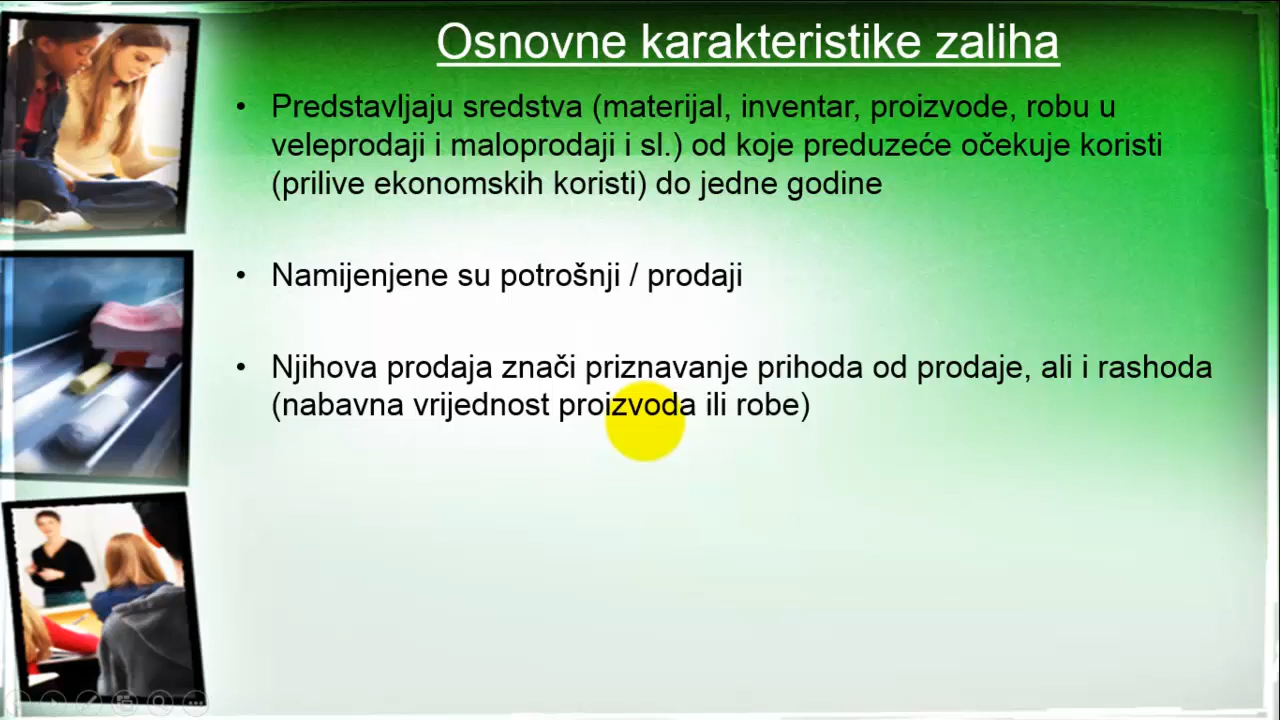 Osnovne karakteristike zaliha
• Predstavljaju sredstva (materijal, inventar, proizvode, robu u
veleprodaji i maloprodaji i sl.) od koje preduzeće očekuje koristi
(prilive ekonomskih koristi) do jedne godine
• Namijenjene su potrošnji / prodaji
• Njihova prodaja znači priznavanje prihoda od prodaje, ali i rashoda
(nabavna vrijednost proizvoda ili robe)